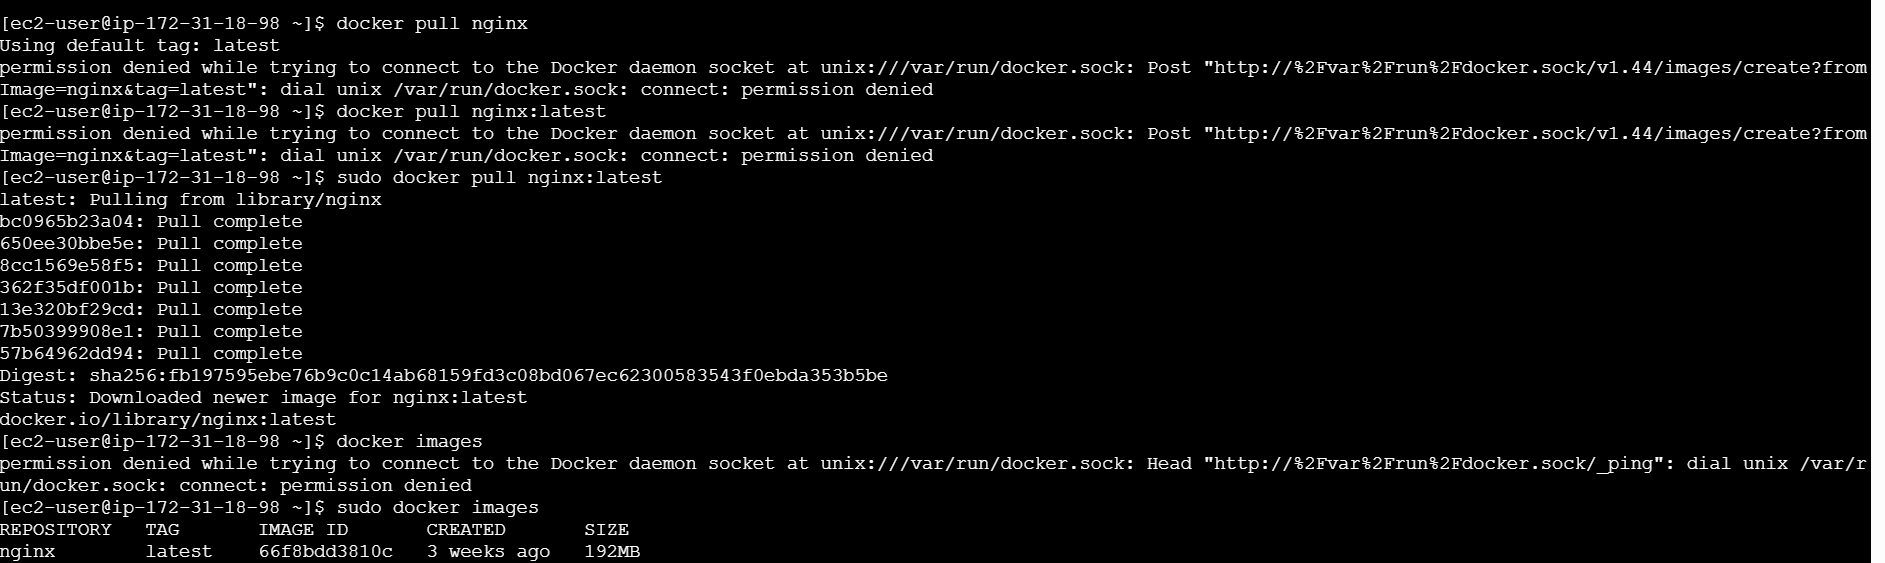 [ec2-user@ip-172-31-18-98 ~]$ docker pull nginx
Using default tag: latest
permission denied while trying to connect to the Docker daemon socket at unix:///var/run/docker.sock: Post "http://%2Fvar%2Frun%2Fdocker.sock/v1.44/images/create?from
Image=nginx&tag=latest": dial unix /var/run/docker.sock: connect: permission denied
[ec2-user@ip-172-31-18-98 ~]$ docker pull nginx:latest
permission denied while trying to connect to the Docker daemon socket at unix:///var/run/docker.sock: Post "http://%2Fvar%2Frun%2Fdocker.sock/v1.44/images/create?from
Image=nginx&tag=latest": dial unix /var/run/docker.sock: connect: permission denied
[ec2-user@ip-172-31-18-98 ~]$ sudo docker pull nginx:latest
latest: Pulling from library/nginx
bc0965b23a04: Pull complete
650ee30bbe5e: Pull complete
8cc1569e58f5: Pull complete
362f35df001b: Pull complete
13e320bf29cd: Pull complete
7b50399908e1: Pull complete
57b64962dd94: Pull complete
Digest: sha256:fb197595ebe76b9c0c14ab68159fd3c08bd067ec62300583543f0ebda353b5be
Status: Downloaded newer image for nginx:latest
docker.io/library/nginx:latest
[ec2-user@ip-172-31-18-98 ~]$ docker images
permission denied while trying to connect to the Docker daemon socket at unix:///var/run/docker.sock: Head "http://%2Fvar%2Frun%2Fdocker.sock/_ping": dial unix /var/r
un/docker.sock: connect: permission denied
[ec2-user@ip-172-31-18-98 ~]$ sudo docker images
REPOSITORY   TAG       IMAGE ID       CREATED       SIZE
nginx        latest    66f8bdd3810c   3 weeks ago   192MB